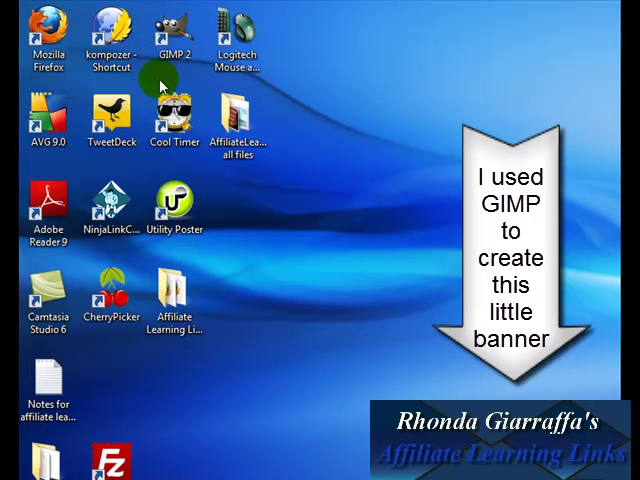 Mozilla
Firefox
kompozer -
Shortcut
GIMP 2
Logitech
Mouse a...
AVG 9.0
TweetDeck
Cool Timer
AffiliateLea...
all files
Adobe
Reader 9
NinjaLinkC...
Utility Poster
Camtasia
Studio 6
CherryPicker
Affiliate
Learning Li...
Notes for
affiliate lea...
Fz
I used
GIMP
to
create
this
little
banner
Rhonda Giarraffa's
Affiliate Learning Links